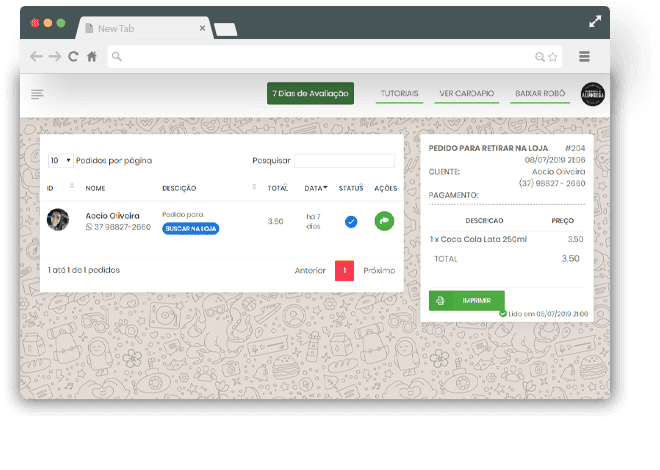 New Tab
7 Dias de Avaliação
TUTORIAIS
VER CARDAPIO
BAIXAR ROBÔ
10 Pedidos por página
Pesquisar
ID NOME DESCIÇÃO TOTAL DATA STATUS AÇÕES
Accio Oliveira
37 98827-2660
Pedido para
BUSCAR NA LOJA
3.50
há 7
dias
1 até 1 de 1 pedidos
Anterior 1 Próximo
PEDIDO PARA RETIRAR NA LOJA #204
08/07/2019 21:06
CLIENTE: Accio Oliveira
(37) 98827 - 2660
PAGAMENTO:
DESCRICAO PREÇO
1 x Coca Cola Lata 250ml 3.50
TOTAL 3.50
IMPRIMIR
Lido em 08/07/2019 21:06